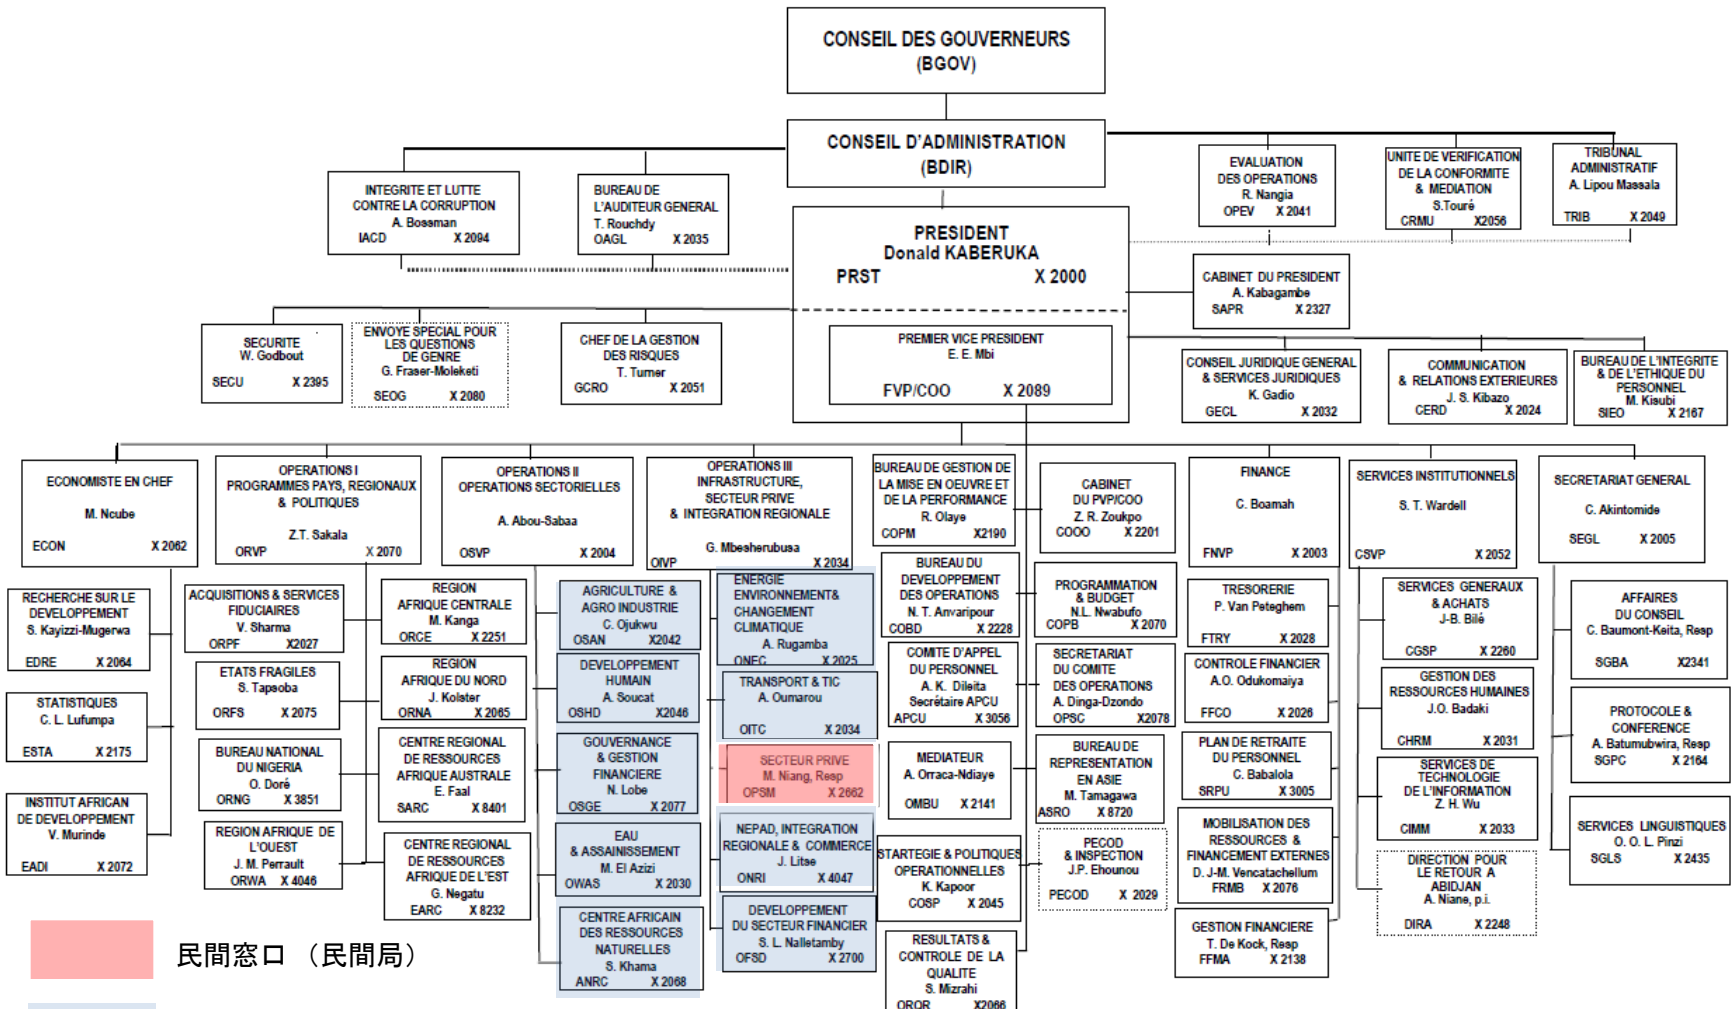 CONSEIL DES GOUVERNEURS
(BGOV)
CONSEIL D'ADMINISTRATION
(BDIR)
INTEGRITE ET LUTTE
CONTRE LA CORRUPTION
A. Bossman
IACD X 2094
BUREAU DE
L'AUDITEUR GENERAL
T. Rouchdy
OAGL X 2035
EVALUATION
DES OPERATIONS
R. Nangia
OPEV X 2041
UNITE DE VERIFICATION
DE LA CONFORMITE
& MEDIATION
S.Touré
CRMU X2056
TRIBUNAL
ADMINISTRATIF
A. Lipou Massala
TRIB X 2049
PRESIDENT
Donald KABERUKA
PRST X 2000
CABINET DU PRESIDENT
A. Kabagambe
SAPR X 2327
SECURITE
W. Godbout
SECU X 2395
ENVOYE SPECIAL POUR
LES QUESTIONS
DE GENRE
G. Fraser-Moleketi
SEOG X 2080
CHEF DE LA GESTION
DES RISQUES
T. Turner
GCRO X 2051
PREMIER VICE PRESIDENT
E. E. Mbi
FVP/COO X 2089
CONSEIL JURIDIQUE GENERAL
& SERVICES JURIDIQUES
K. Gadio
GECL X 2032
COMMUNICATION
& RELATIONS EXTERIEURES
J. S. Kibazo
CERD X 2024
BUREAU DE L'INTEGRITE
& DE L'ETHIQUE DU
PERSONNEL
M. Kisubi
SIEO X 2167
ECONOMISTE EN CHEF
M. Ncube
ECON X 2062
OPERATIONS I
PROGRAMMES PAYS, REGIONAUX
& POLITIQUES
Z.T. Sakala
ORVP X 2070
OPERATIONS II
OPERATIONS SECTORIELLES
A. Abou-Sabaa
OSVP X 2004
OPERATIONS III
INFRASTRUCTURE,
SECTEUR PRIVE
& INTEGRATION REGIONALE
G. Mbesherubusa
OIVP X 2034
BUREAU DE GESTION DE
LA MISE EN OEUVRE ET
DE LA PERFORMANCE
R. Olaye
COPM X2190
CABINET
DU PVP/COO
Z. R. Zoukpo
COOO X 2201
FINANCE
C. Boamah
FNVP X 2003
SERVICES INSTITUTIONNELS
S. T. Wardell
CSVP X 2052
SECRETARIAT GENERAL
C. Akintomide
SEGL X 2005
RECHERCHE SUR LE
DEVELOPPEMENT
S. Kayizzi-Mugerwa
EDRE X 2064
STATISTIQUES
C. L. Lufumpa
ESTA X 2175
INSTITUT AFRICAIN
DE DEVELOPPEMENT
V. Murinde
EADI X 2072
ACQUISITIONS & SERVICES
FIDUCIAIRES
V. Sharma
ORPF X2027
ETATS FRAGILES
S. Tapsoba
ORFS X 2075
BUREAU NATIONAL
DU NIGERIA
O. Doré
ORNG X 3851
REGION AFRIQUE DE
L'OUEST
J. M. Perrault
ORWA X 4046
REGION
AFRIQUE CENTRALE
M. Kanga
ORCE X 2251
REGION
AFRIQUE DU NORD
J. Kolster
ORNA X 2065
CENTRE REGIONAL
DE RESSOURCES
AFRIQUE AUSTRALE
E. Faal
SARC X 8401
CENTRE REGIONAL
DE RESSOURCES
AFRIQUE DE L'EST
G. Negatu
EARC X 8232
AGRICULTURE &
AGRO INDUSTRIE
C. Ojukwu
OSAN X2042
DEVELOPPEMENT
HUMAIN
A. Soucat
OSHD X2046
GOUVERNANCE
& GESTION
FINANCIERE
N. Lobe
OSGE X 2077
EAU
& ASSAINISSEMENT
M. El Azizi
OWAS X 2030
CENTRE AFRICAIN
DES RESSOURCES
NATURELLES
S. Khama
ANRC X 2068
ENERGIE
ENVIRONNEMENT&
CHANGEMENT
CLIMATIQUE
A. Rugamba
ONEC X 2025
TRANSPORT & TIC
A. Oumarou
OITC X 2034
SECTEUR PRIVE
M. Niang, Resp
OPSM X 2662
NEPAD, INTEGRATION
REGIONALE & COMMERCE
J. Litse
ONRI X 4047
DEVELOPPEMENT
DU SECTEUR FINANCIER
S. L. Nalletamby
OFSD X 2700
BUREAU DU
DEVELOPPEMENT
DES OPERATIONS
N. T. Anvaripour
COBD X 2228
COMITE D'APPEL
DU PERSONNEL
A. K. Dileita
Secrétaire APCU
APCU X 3056
MEDIATEUR
A. Orraca-Ndiaye
OMBU X 2141
STARTEGIE & POLITIQUES
OPERATIONNELLES
K. Kapoor
COSP X 2045
RESULTATS &
CONTROLE DE LA
QUALITE
S. Mizrahi
ORQR X2066
PROGRAMMATION
& BUDGET
N.L. Nwabufo
COPB X 2070
SECRETARIAT
DU COMITE
DES OPERATIONS
A. Dinga-Dzondo
OPSC X2078
BUREAU DE
REPRESENTATION
EN ASIE
M. Tamagawa
ASRO X 8720
PECOD
& INSPECTION
J.P. Ehounou
PECOD X 2029
TRESORERIE
P. Van Peteghem
FTRY X 2028
CONTROLE FINANCIER
A.O. Odukomaiya
FFCO X 2026
PLAN DE RETRAITE
DU PERSONNEL
C. Babalola
SRPU X 3005
MOBILISATION DES
RESSOURCES &
FINANCEMENT EXTERNES
D. J-M. Vencatachellum
FRMB X 2076
GESTION FINANCIERE
T. De Kock, Resp
FFMA X 2138
SERVICES GENERAUX
& ACHATS
J-B. Bilé
CGSP X 2260
GESTION DES
RESSOURCES HUMAINES
J.O. Badaki
CHRM X 2031
SERVICES DE
TECHNOLOGIE
DE L'INFORMATION
Z. H. Wu
CIMM X 2033
DIRECTION POUR
LE RETOUR A
ABIDJAN
A. Niane, p.i.
DIRA X 2248
AFFAIRES
DU CONSEIL
C. Baumont-Keita, Resp
SGBA X2341
PROTOCOLE &
CONFERENCE
A. Batumubwira, Resp
SGPC X 2164
SERVICES LINGUISTIQUES
O. O. L. Pinzi
SGLS X 2435
民間窓口 （民間局）